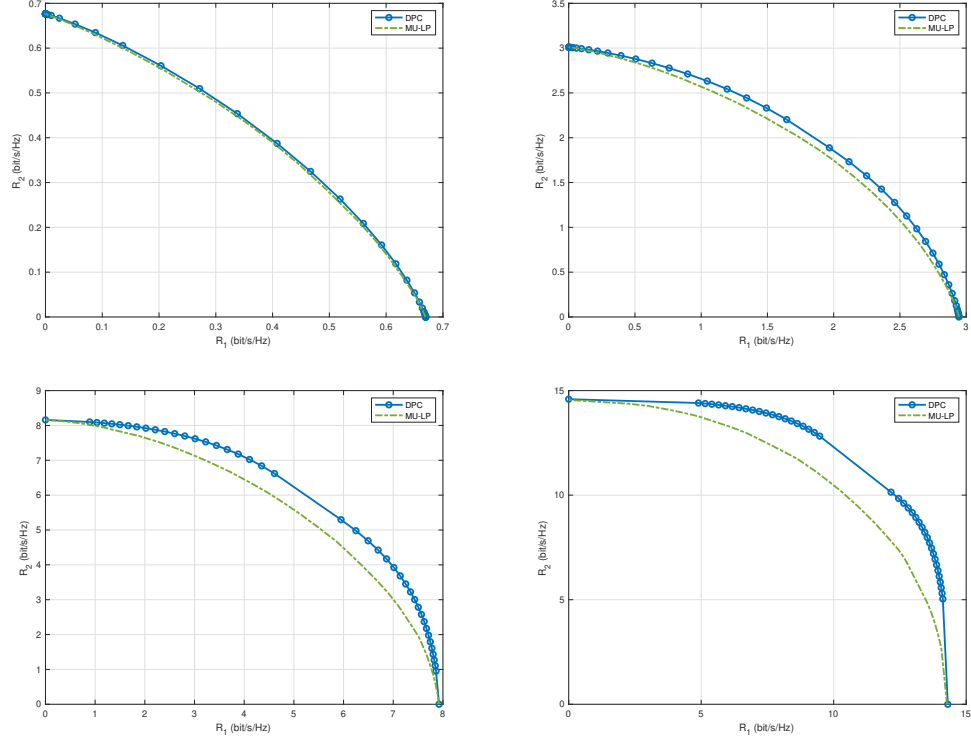 0.7
0.6
0.5
0.4
0.3
0.2
0.1
0
R2 (bit/s/Hz)
0 0.1 0.2 0.3 0.4 0.5 0.6 0.7
R1 (bit/s/Hz)
DPC
MU-LP
3.5
3
2.5
2
1.5
1
0.5
0
R2 (bit/s/Hz)
0 0.5 1 1.5 2 2.5 3
R1 (bit/s/Hz)
DPC
MU-LP
9
8
7
6
5
4
3
2
1
0
R2 (bit/s/Hz)
0 1 2 3 4 5 6 7 8
R1 (bit/s/Hz)
DPC
MU-LP
15
10
5
0
R2 (bit/s/Hz)
0 5 10 15
R1 (bit/s/Hz)
DPC
MU-LP